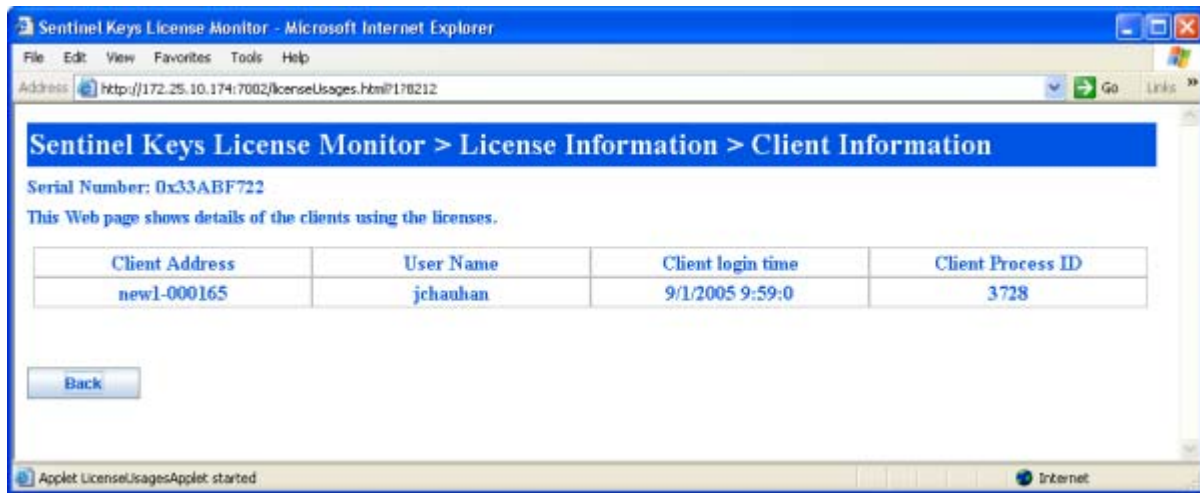 Sentinel Keys License Monitor - Microsoft Internet Explorer
File Edit View Favorites Tools Help
Address http://172.25.10.174:7002/licenseUsages.html?1?8212 Go Links »
Sentinel Keys License Monitor > License Information > Client Information
Serial Number: 0x33ABF722
This Web page shows details of the clients using the licenses.
Client Address User Name Client login time Client Process ID
new1-000165 jchauhan 9/1/2005 9:59:0 3728
Back
Applet LicenseUsagesApplet started Internet